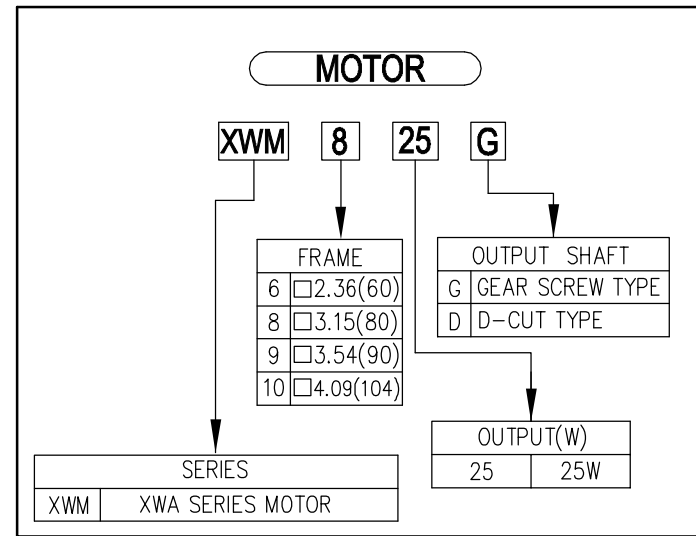 MOTOR
XWM 8 25 G
FRAME
6 □2.36(60)
8 □3.15(80)
9 □3.54(90)
10 □4.09(104)
OUTPUT SHAFT
G GEAR SCREW TYPE
D D-CUT TYPE
OUTPUT(W)
25 25W
SERIES
XWM XWA SERIES MOTOR